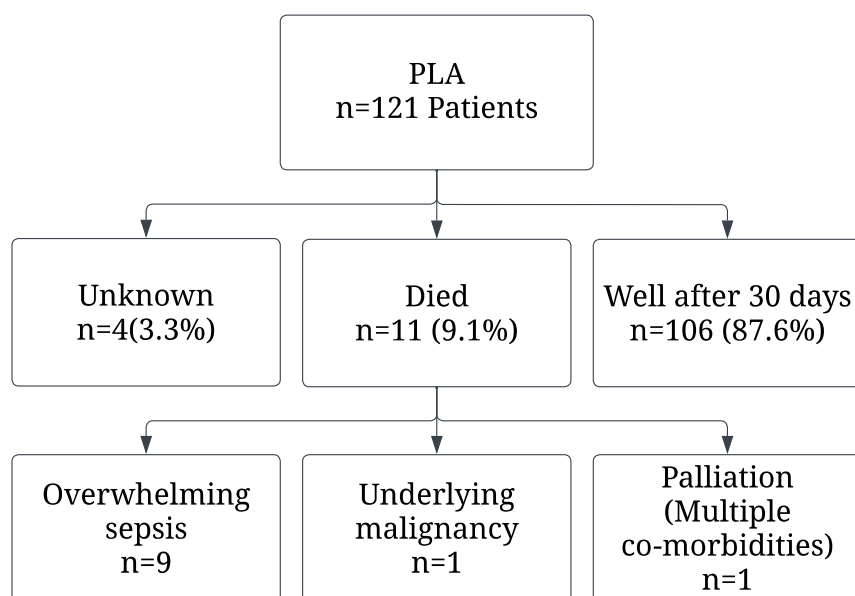 PLA
n=121 Patients
Unknown
n=4(3.3%)
Died
n=11 (9.1%)
Well after 30 days
n=106 (87.6%)
Overwhelming
sepsis
n=9
Underlying
malignancy
n=1
Palliation
(Multiple
co-morbidities)
n=1